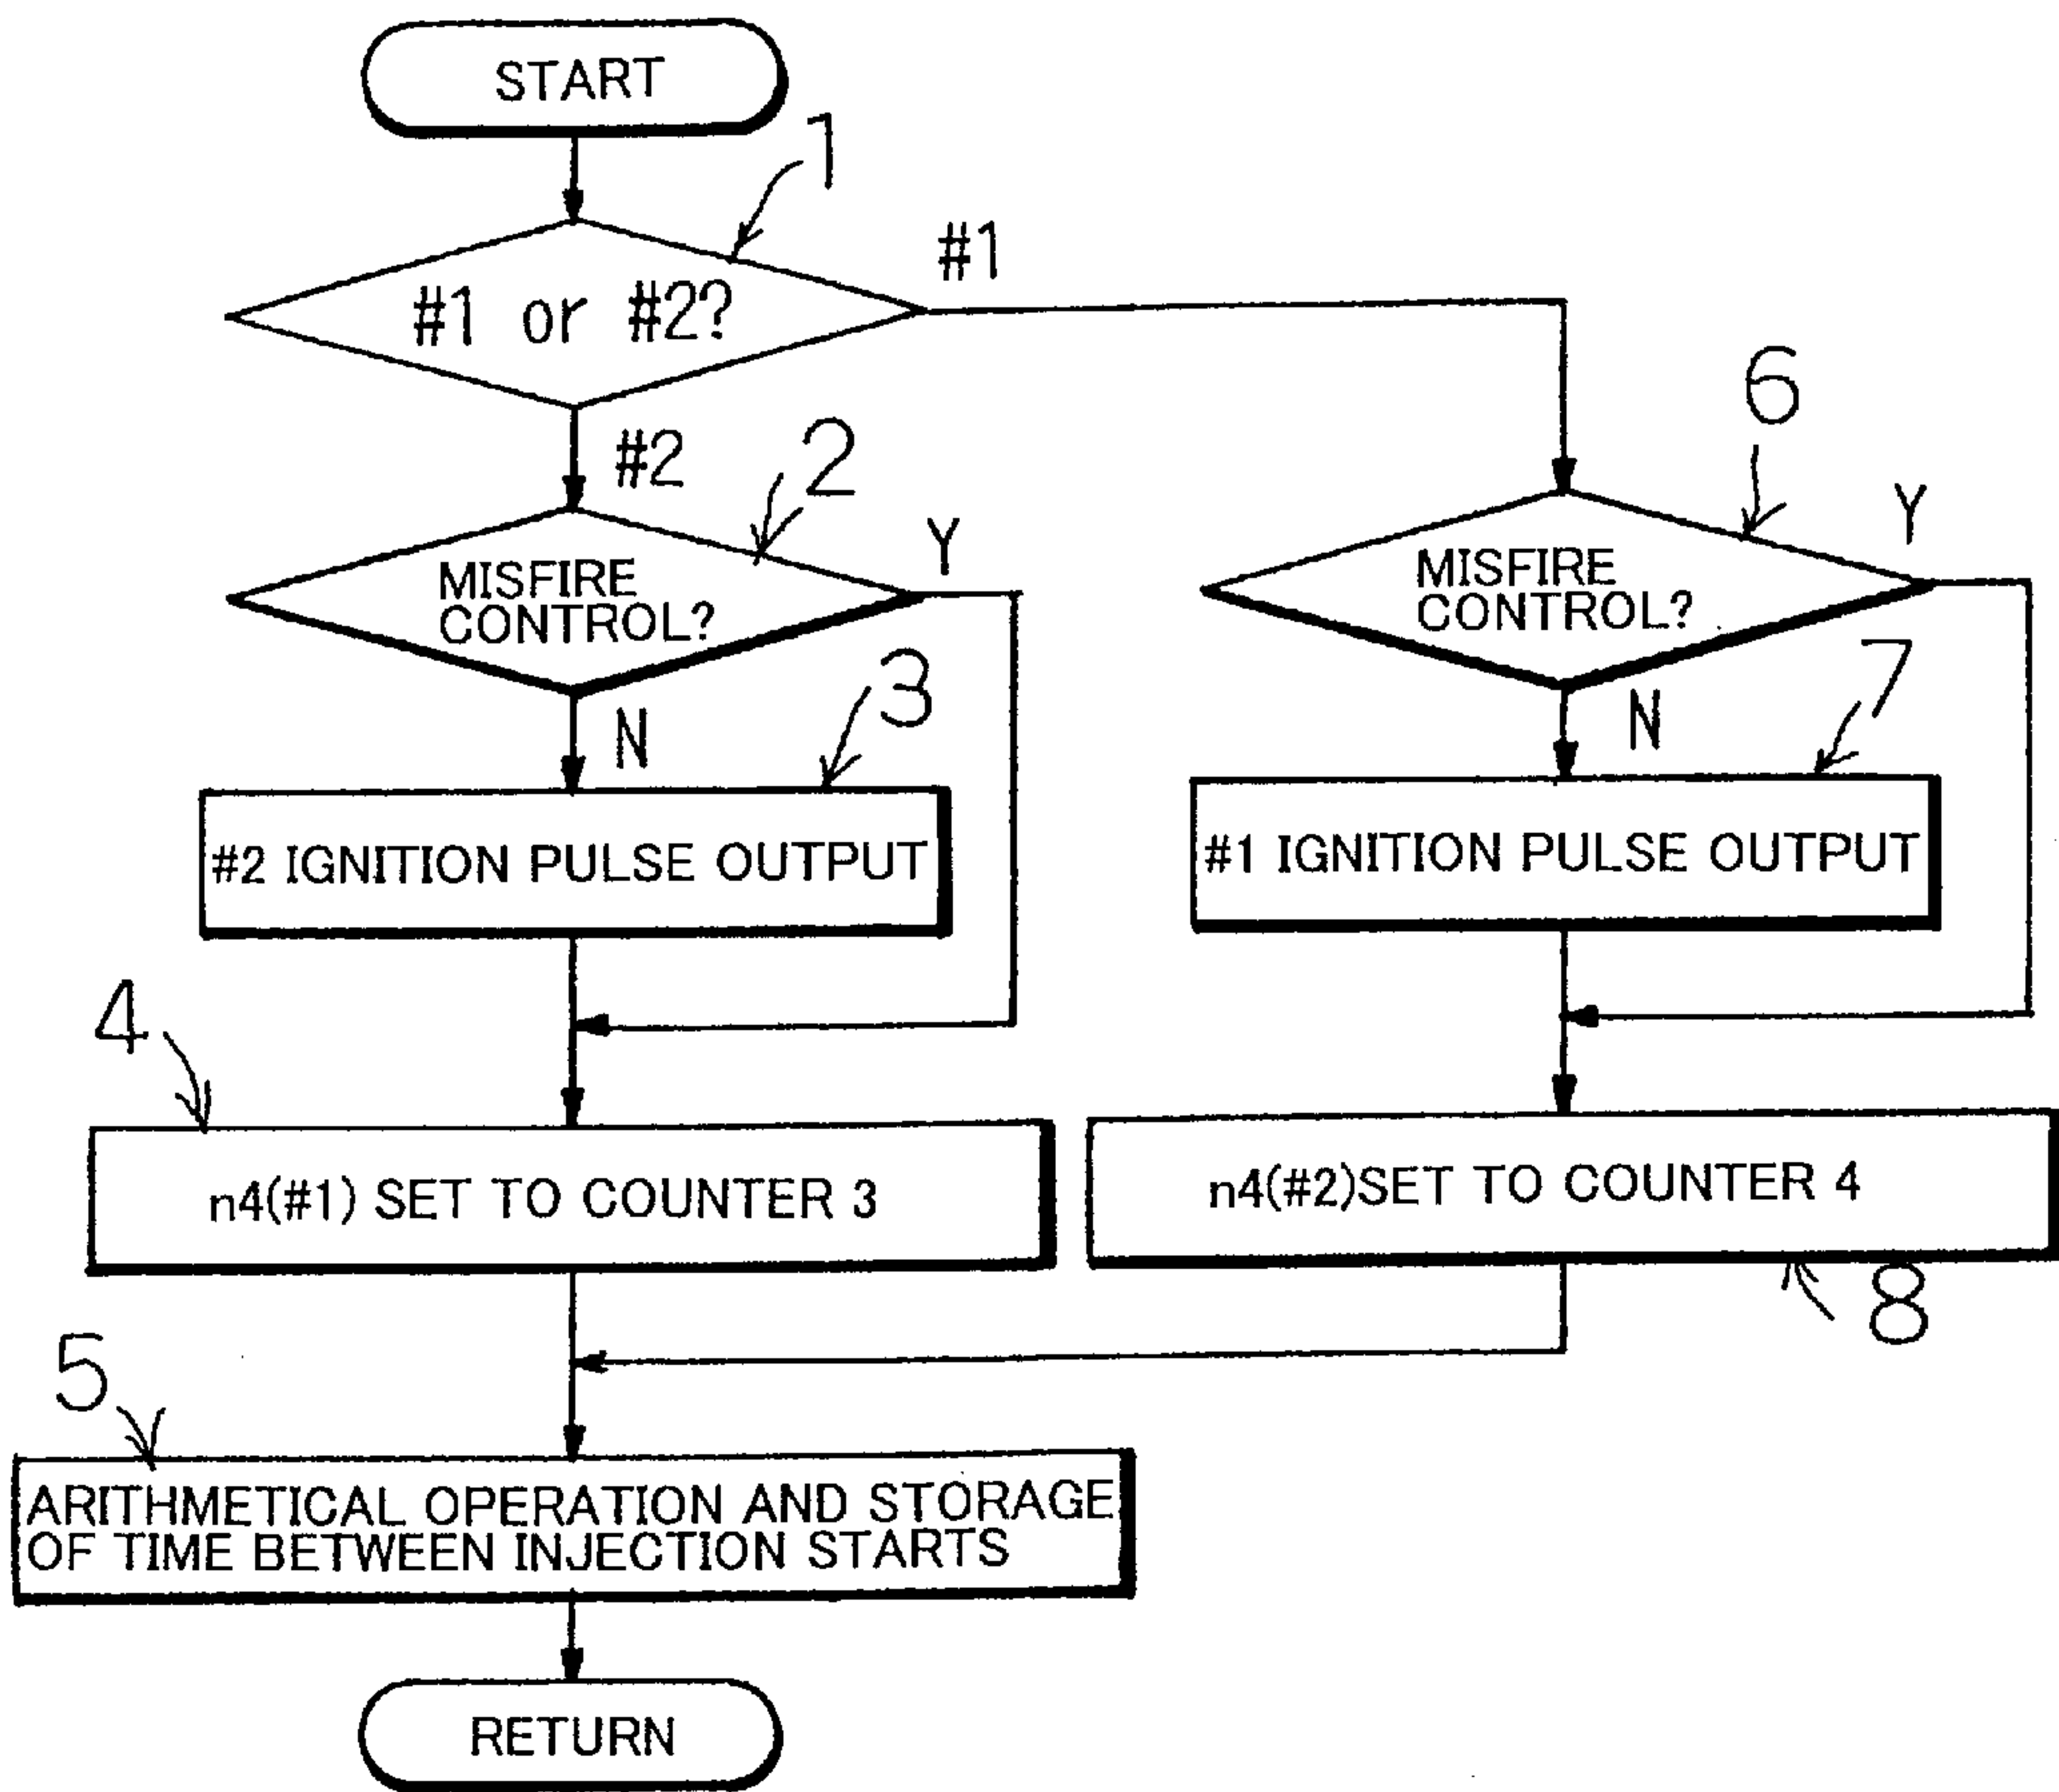 START
1
#1
#1 or #2?
6
#2
2
Y
Y
MISFIRE
CONTROL?
MISFIRE
CONTROL?
3
7
N
N
#2 IGNITION PULSE OUTPUT
#1 IGNITION PULSE OUTPUT
4
n4(#1) SET TO COUNTER 3
n4(#2)SET TO COUNTER 4
8
5
ARITHMETICAL OPERATION AND STORAGE
OF TIME BETWEEN INJECTION STARTS
RETURN